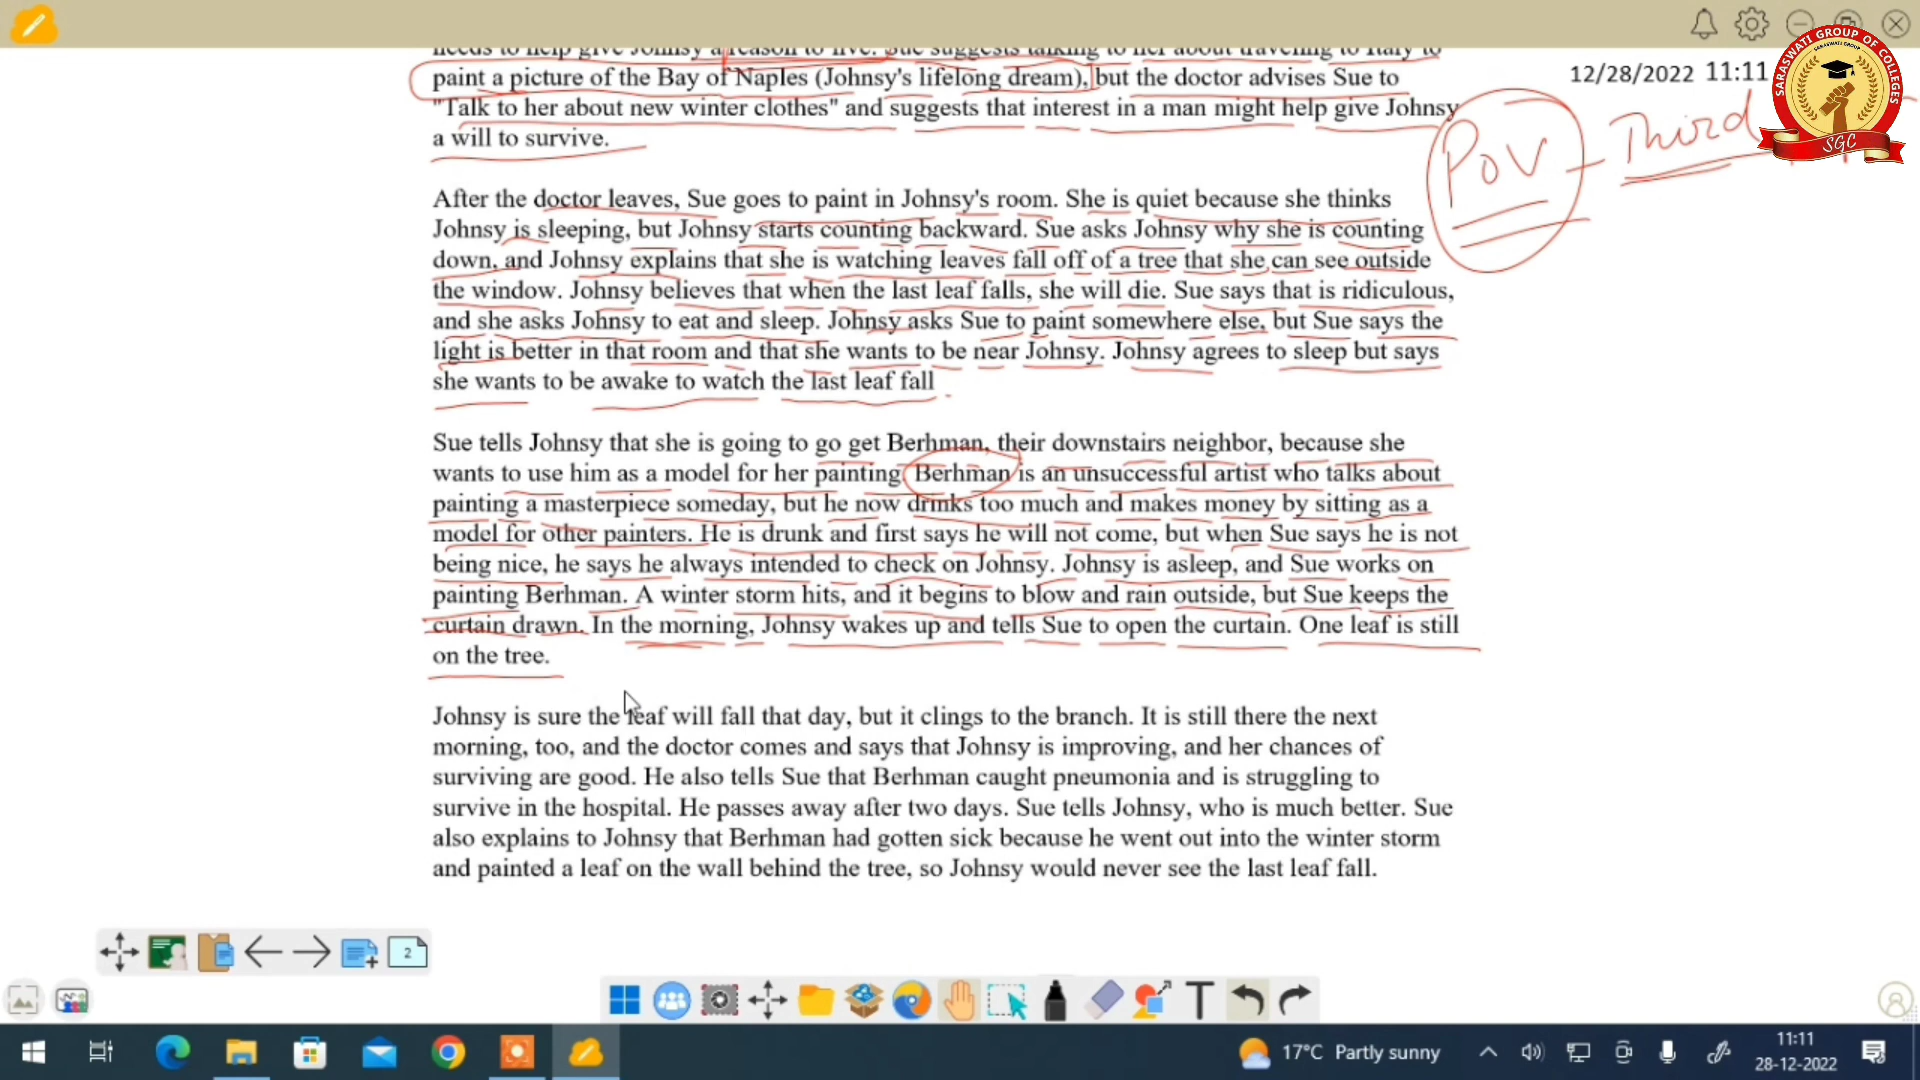 needs to help give Johnsy a reason to live. Sue suggests talking to her about traveling to Italy to
paint a picture of the Bay of Naples (Johnsy's lifelong dream), but the doctor advises Sue to
"Talk to her about new winter clothes" and suggests that interest in a man might help give Johnsy
a will to survive.
12/28/2022 11:11
SARASWATI GROUP OF COLLEGES
SARASWATI GROUP
SGC
POV - Third
After the doctor leaves, Sue goes to paint in Johnsy's room. She is quiet because she thinks
Johnsy is sleeping, but Johnsy starts counting backward. Sue asks Johnsy why she is counting
down, and Johnsy explains that she is watching leaves fall off of a tree that she can see outside
the window. Johnsy believes that when the last leaf falls, she will die. Sue says that is ridiculous,
and she asks Johnsy to eat and sleep. Johnsy asks Sue to paint somewhere else, but Sue says the
light is better in that room and that she wants to be near Johnsy. Johnsy agrees to sleep but says
she wants to be awake to watch the last leaf fall
Sue tells Johnsy that she is going to go get Berhman, their downstairs neighbor, because she
wants to use him as a model for her painting. Berhman is an unsuccessful artist who talks about
painting a masterpiece someday, but he now drinks too much and makes money by sitting as a
model for other painters. He is drunk and first says he will not come, but when Sue says he is not
being nice, he says he always intended to check on Johnsy. Johnsy is asleep, and Sue works on
painting Berhman. A winter storm hits, and it begins to blow and rain outside, but Sue keeps the
curtain drawn. In the morning, Johnsy wakes up and tells Sue to open the curtain. One leaf is still
on the tree.
Johnsy is sure the leaf will fall that day, but it clings to the branch. It is still there the next
morning, too, and the doctor comes and says that Johnsy is improving, and her chances of
surviving are good. He also tells Sue that Berhman caught pneumonia and is struggling to
survive in the hospital. He passes away after two days. Sue tells Johnsy, who is much better. Sue
also explains to Johnsy that Berhman had gotten sick because he went out into the winter storm
and painted a leaf on the wall behind the tree, so Johnsy would never see the last leaf fall.
2
T
17°C Partly sunny
11:11
28-12-2022